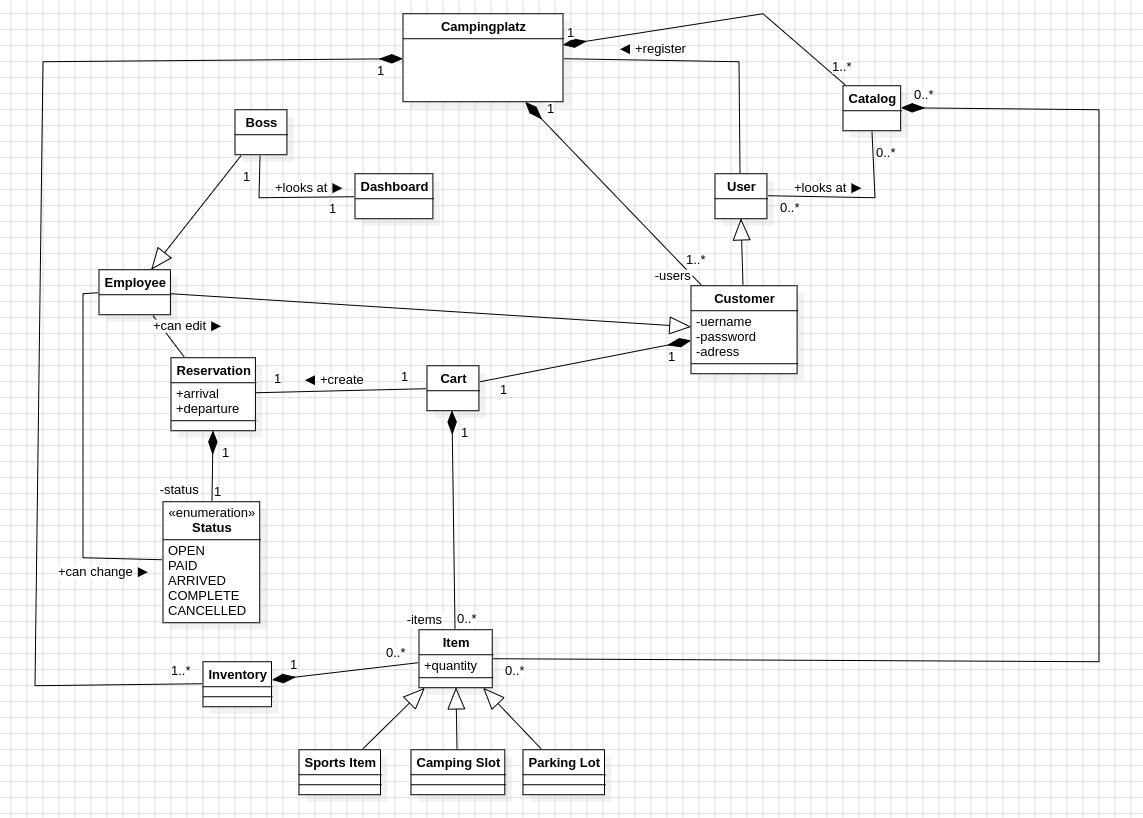 Campingplatz
1
1
1
◀ +register
1..*
Catalog
0..*
0..*
Boss
1
+looks at ▶
1
Dashboard
User
+looks at ▶
0..*
Employee
+can edit ▶
1..*
-users
Customer
-uername
-password
-adress
1
Reservation
+arrival
+departure
1
◀ +create
1
Cart
1
1
1
-status
1
«enumeration»
Status
OPEN
PAID
ARRIVED
COMPLETE
CANCELLED
+can change ▶
-items
0..*
Item
+quantity
0..*
0..*
1..*
Inventory
1
Sports Item
Camping Slot
Parking Lot